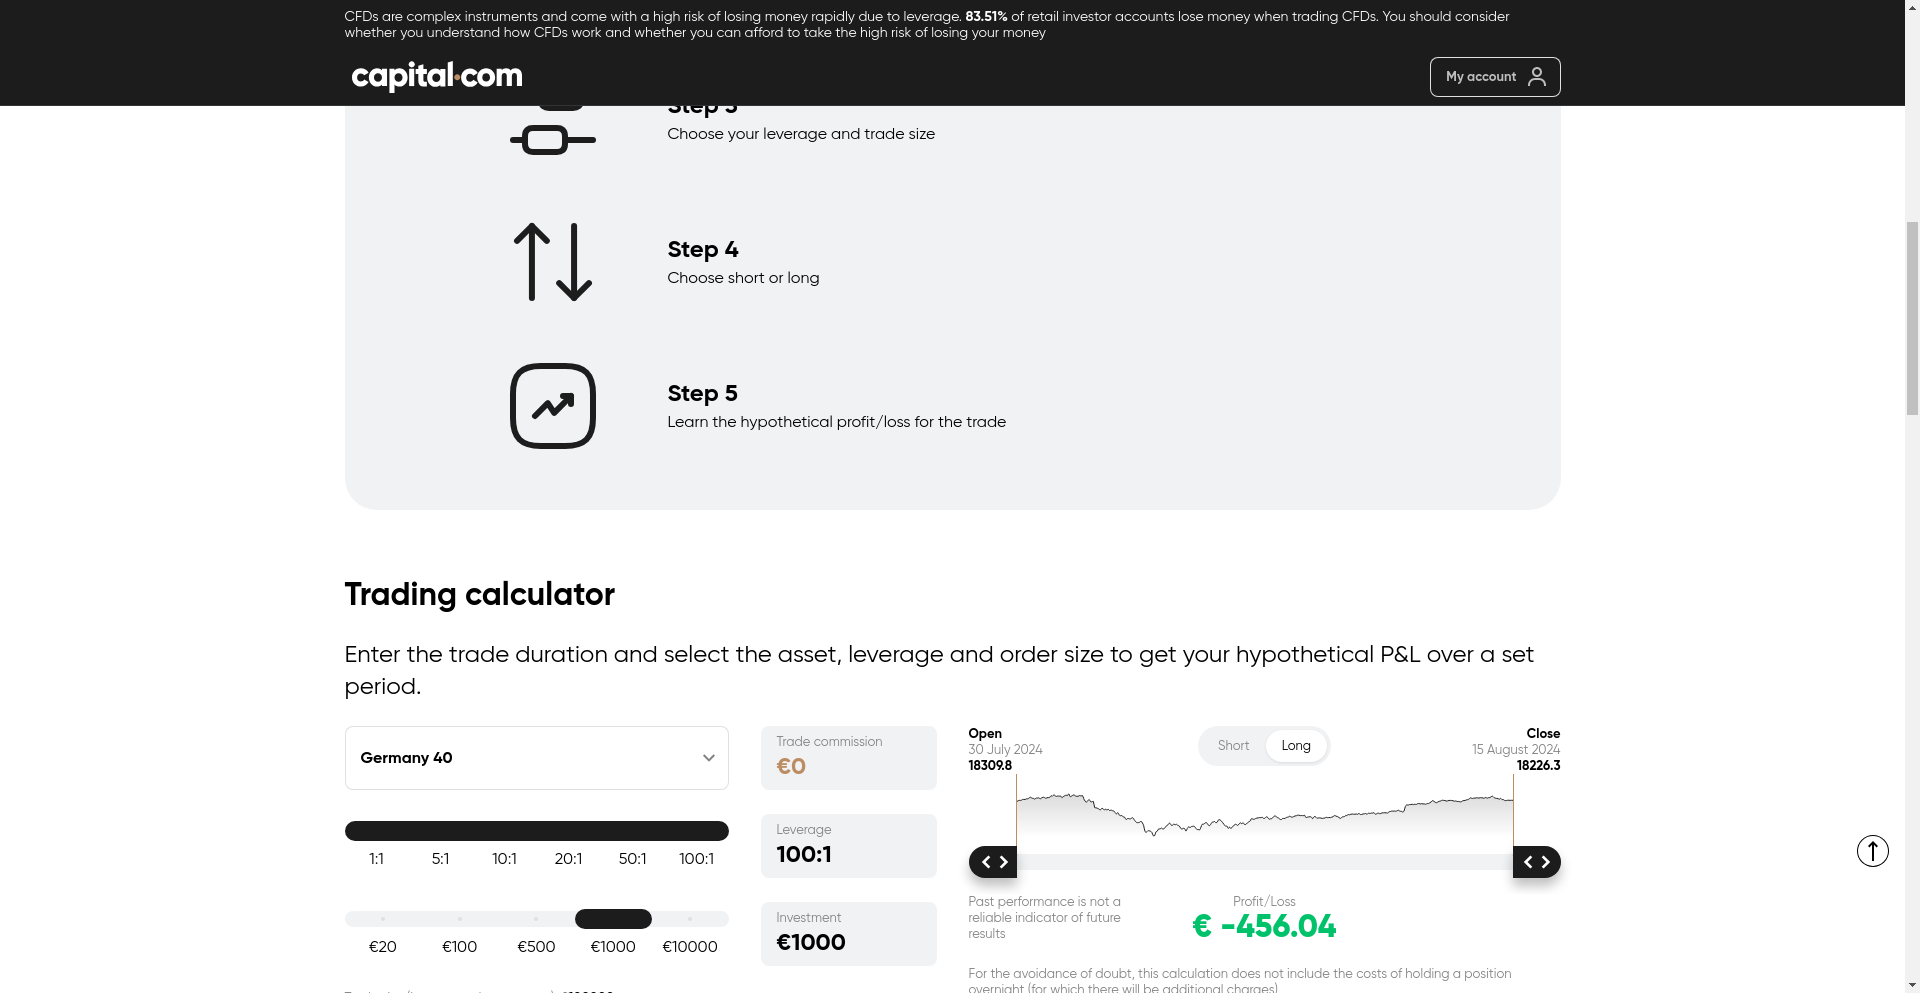 CFDs are complex instruments and come with a high risk of losing money rapidly due to leverage. 83.51% of retail investor accounts lose money when trading CFDs. You should consider
whether you understand how CFDs work and whether you can afford to take the high risk of losing your money
capital.com
My account
Step 3
Choose your leverage and trade size
Step 4
Choose short or long
Step 5
Learn the hypothetical profit/loss for the trade
Trading calculator
Enter the trade duration and select the asset, leverage and order size to get your hypothetical P&L over a set
period.
Germany 40
1:1 5:1 10:1 20:1 50:1 100:1
€20 €100 €500 €1000 €10000
Trade commission
€0
Leverage
100:1
Investment
€1000
Open
30 July 2024
18309.8
Short Long
Close
15 August 2024
18226.3
Past performance is not a
reliable indicator of future
results
Profit/Loss
€ -456.04
For the avoidance of doubt, this calculation does not include the costs of holding a position
overnight (for which there will be additional charges)